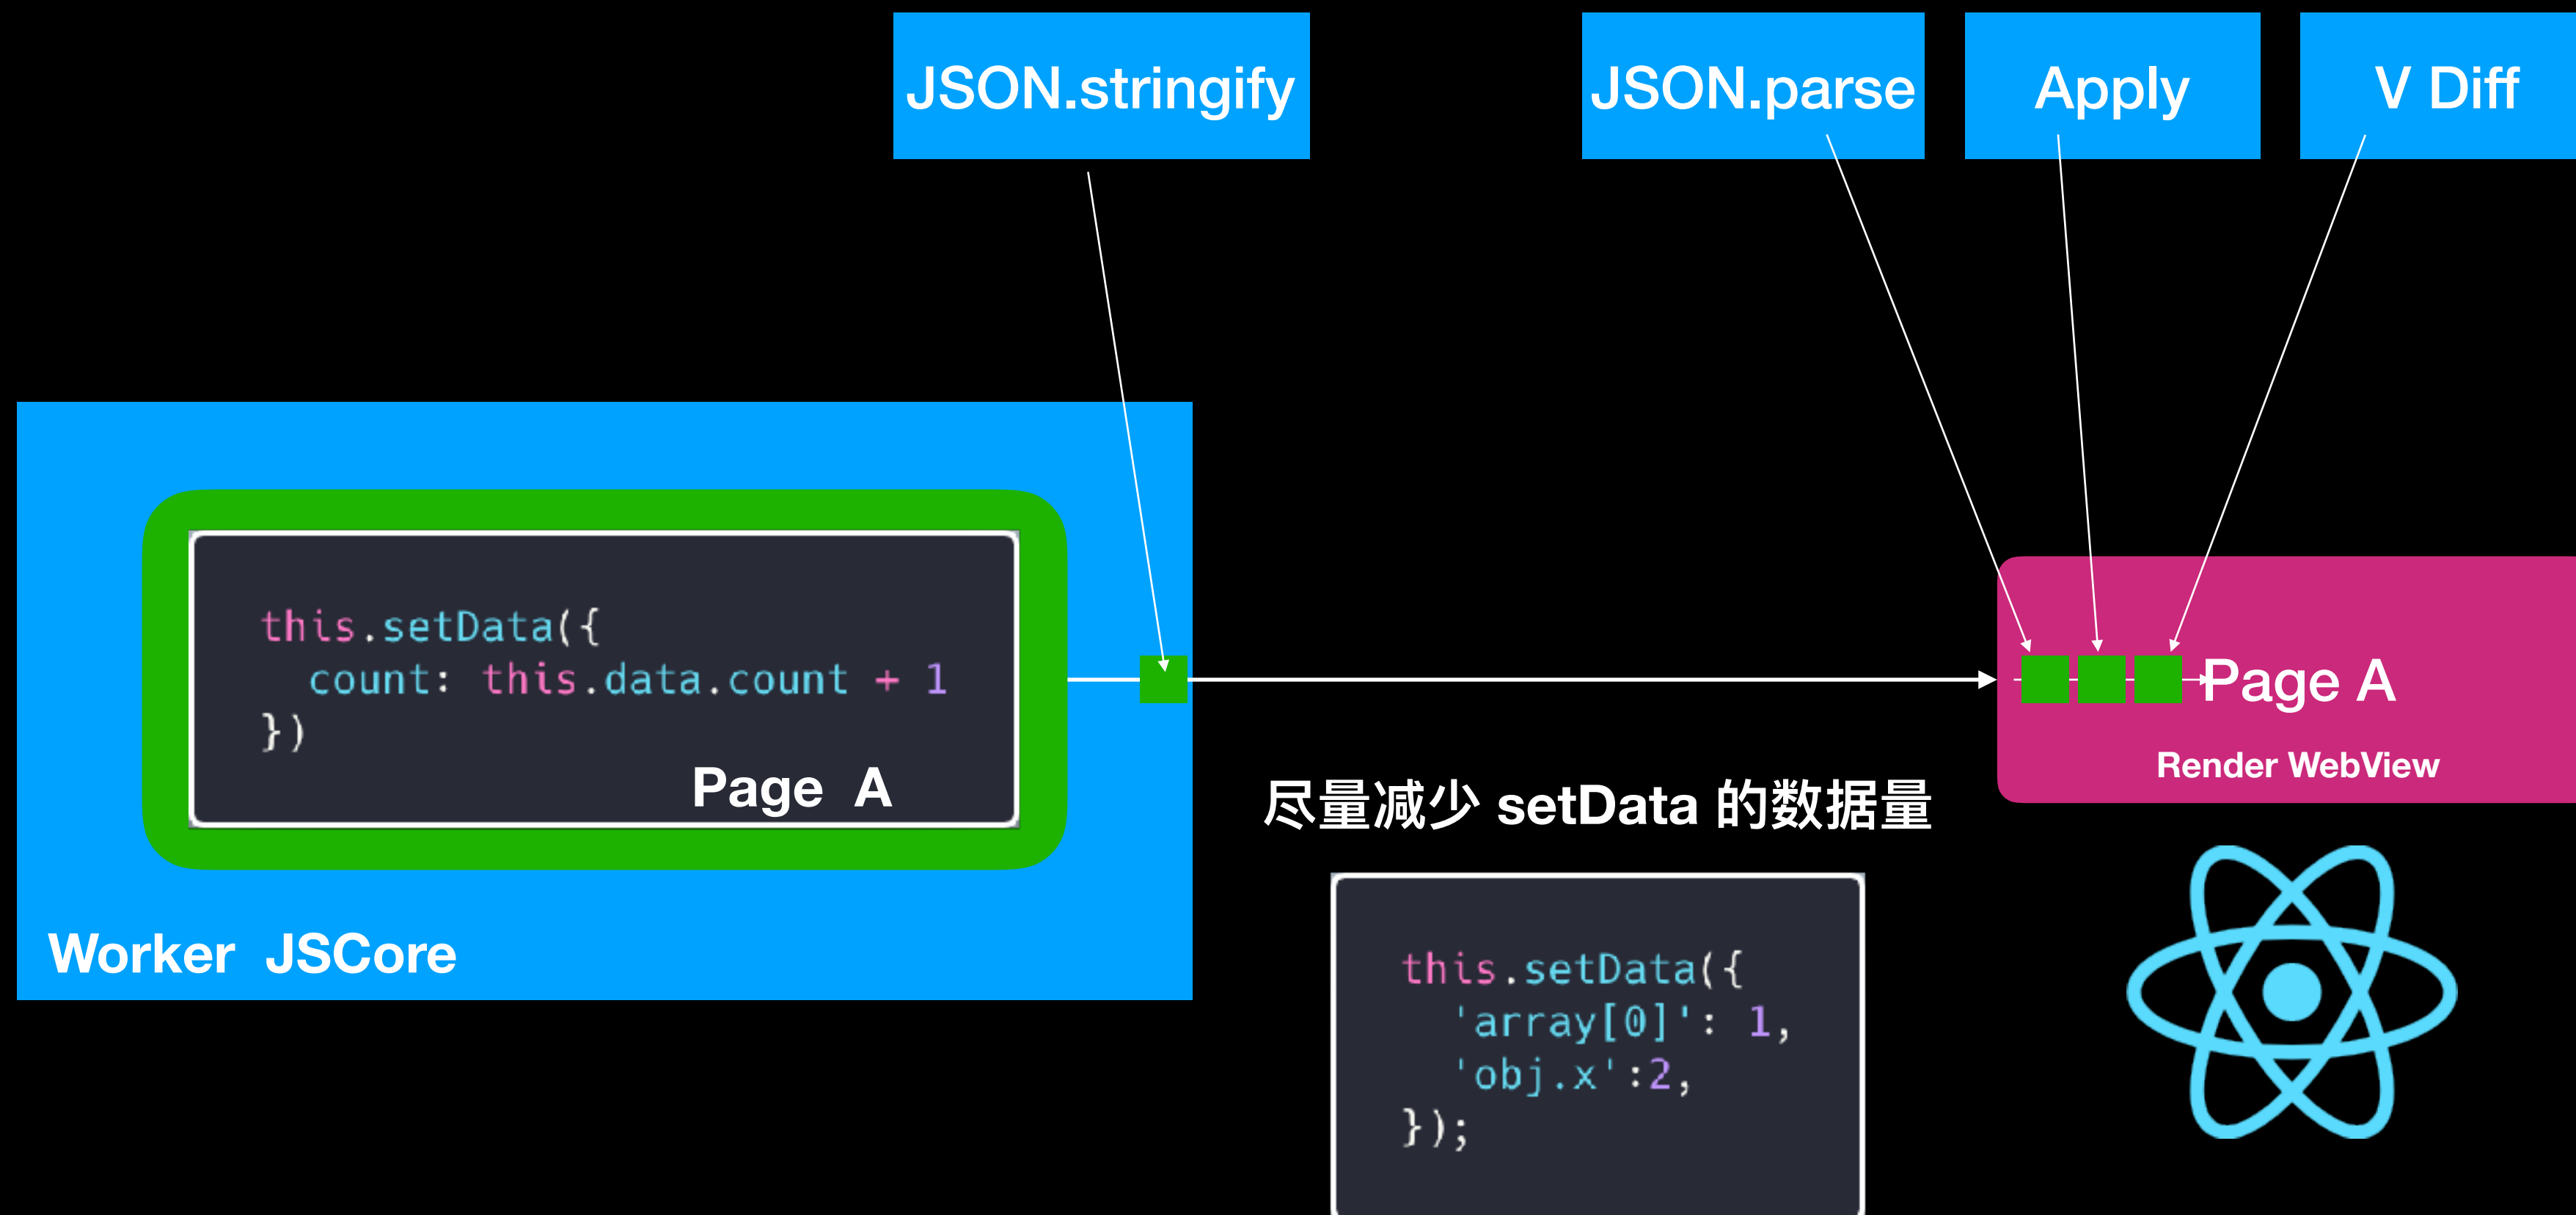 JSON.stringify
JSON.parse
Apply
V Diff
this.setData({
count: this.data.count + 1
})
Page A
Worker JSCore
Page A
Render WebView
尽量减少 setData 的数据量
this.setData({
'array[0]': 1,
'obj.x':2,
});